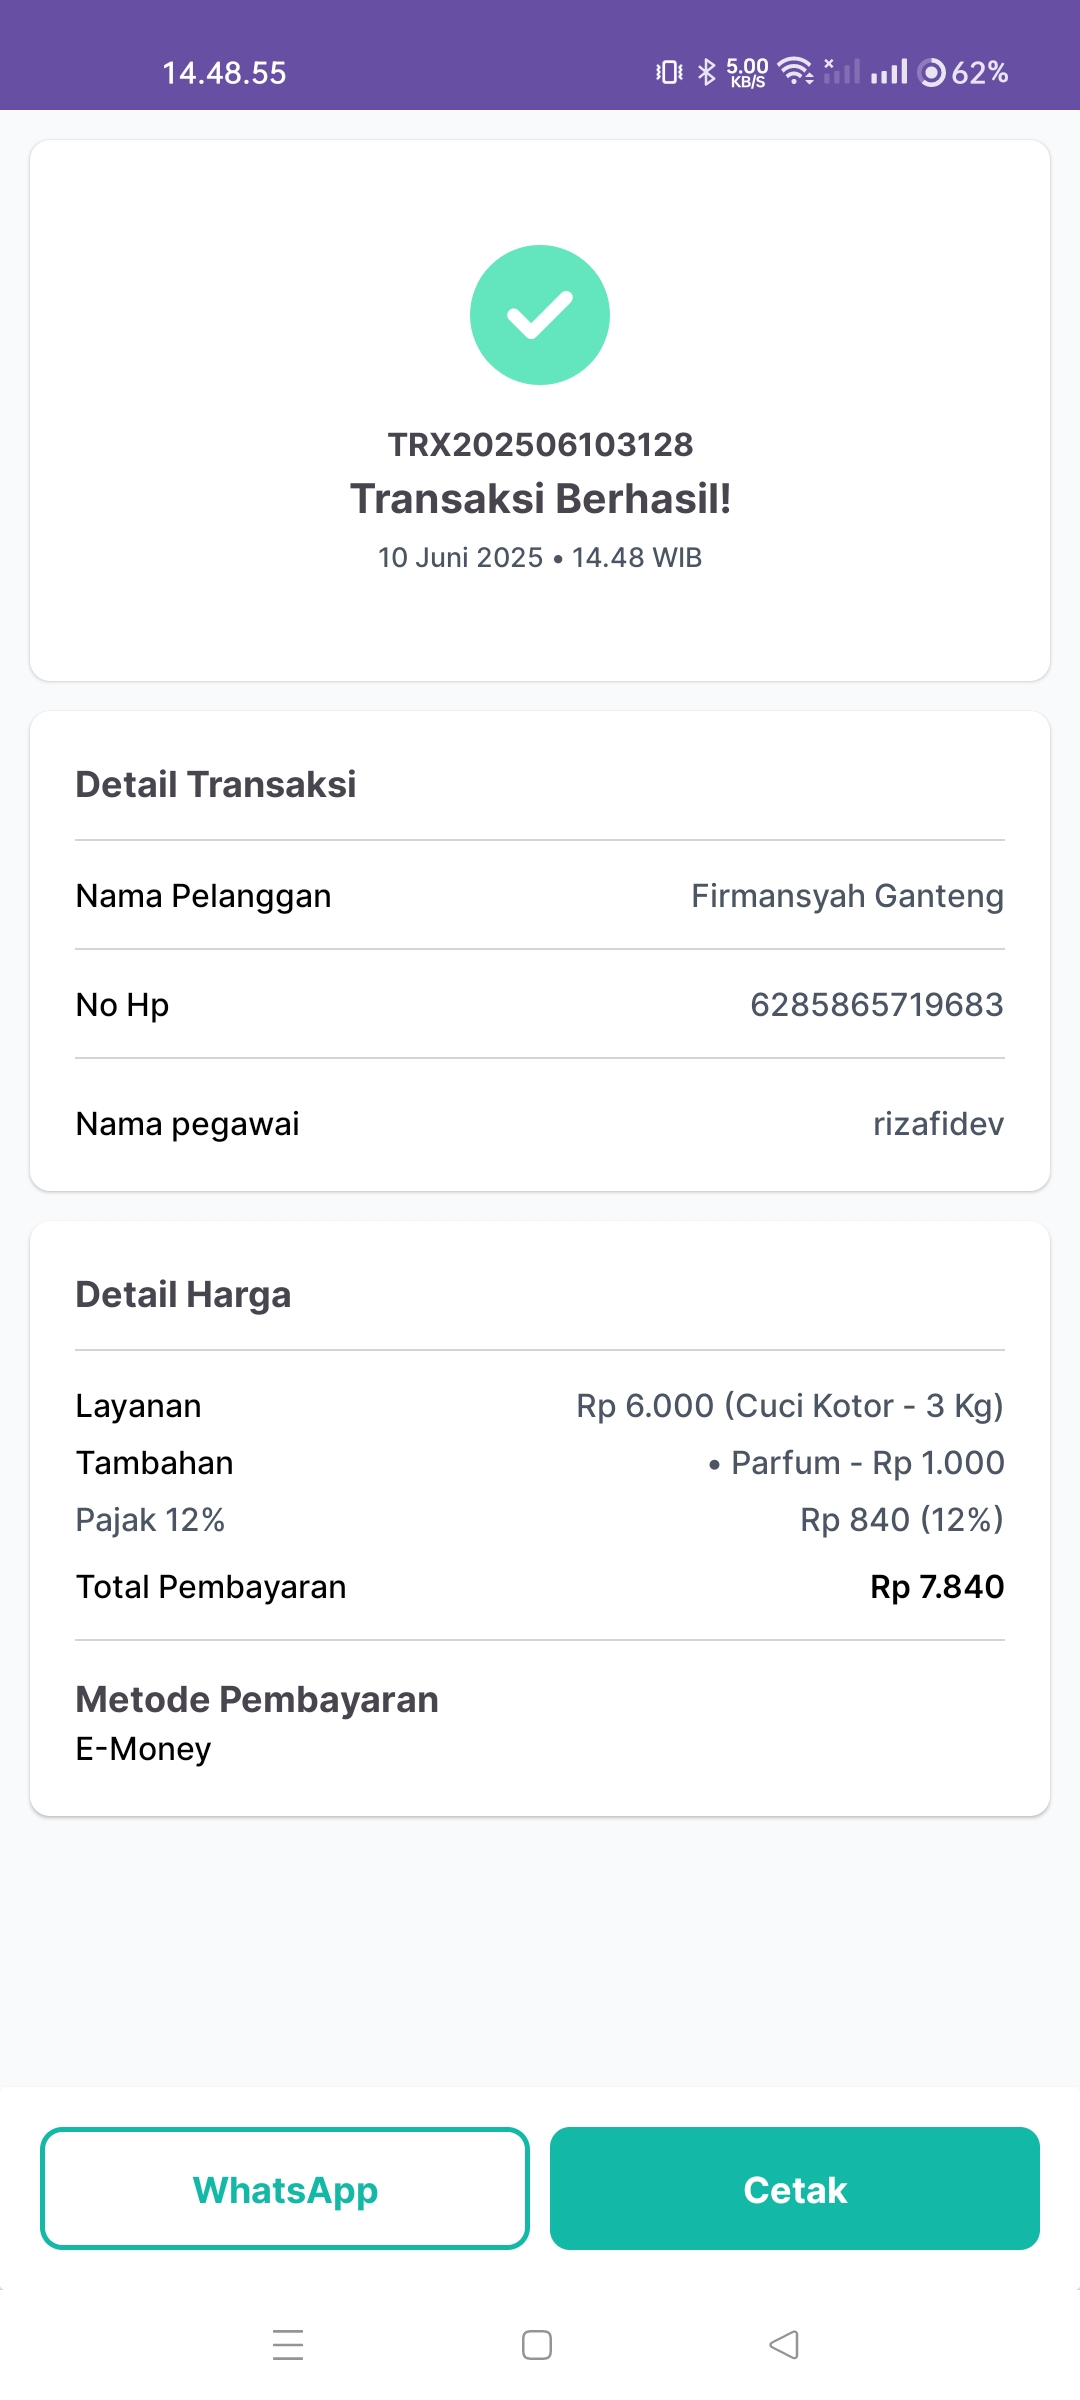 14.48.55
5.00 KB/S
62%
TRX202506103128
Transaksi Berhasil!
10 Juni 2025 • 14.48 WIB
Detail Transaksi
Nama Pelanggan Firmansyah Ganteng
No Hp 6285865719683
Nama pegawai rizafidev
Detail Harga
Layanan Rp 6.000 (Cuci Kotor - 3 Kg)
Tambahan • Parfum - Rp 1.000
Pajak 12% Rp 840 (12%)
Total Pembayaran Rp 7.840
Metode Pembayaran
E-Money
WhatsApp Cetak